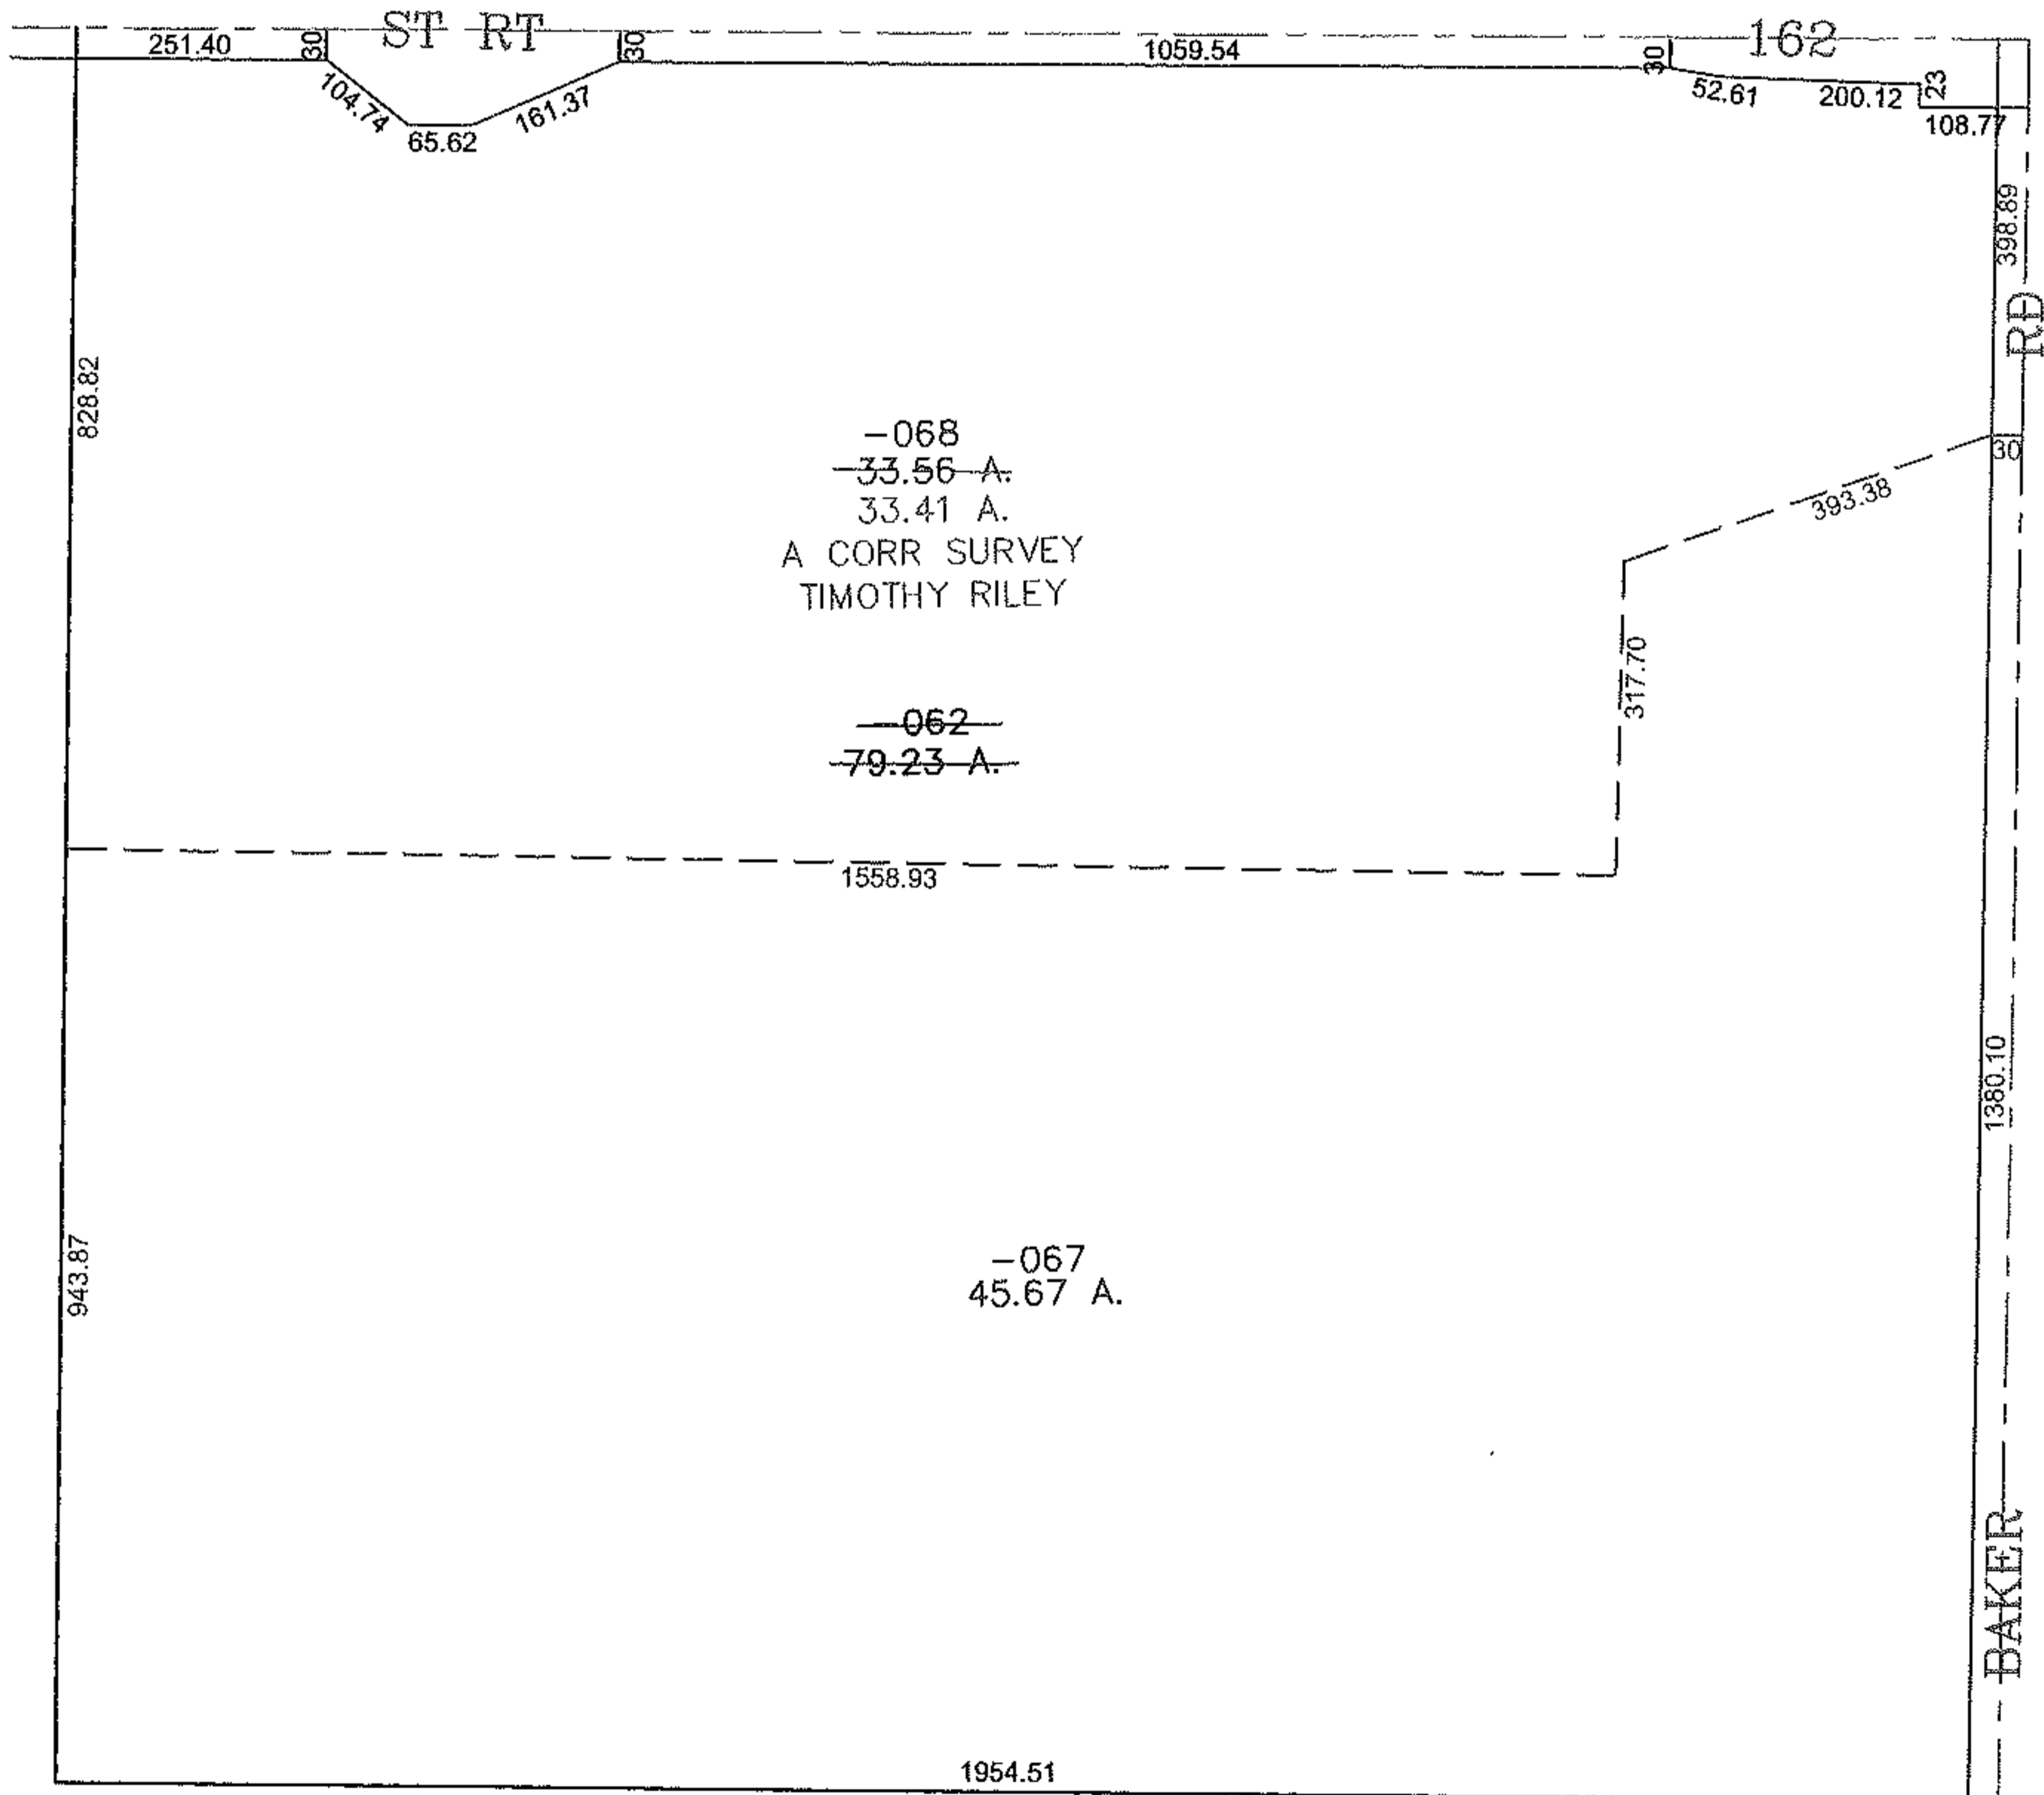 ST RT
162
251.40
30
30
1059.54
30
104.74
65.62
161.37
52.61
200.12
23
108.77
398.89
RD
828.82
-068
33.56 A.
33.41 A.
A CORR SURVEY
TIMOTHY RILEY
30
393.38
317.70
-062
79.23 A.
1558.93
1380.10
943.87
-067
45.67 A.
BAKER
1954.51